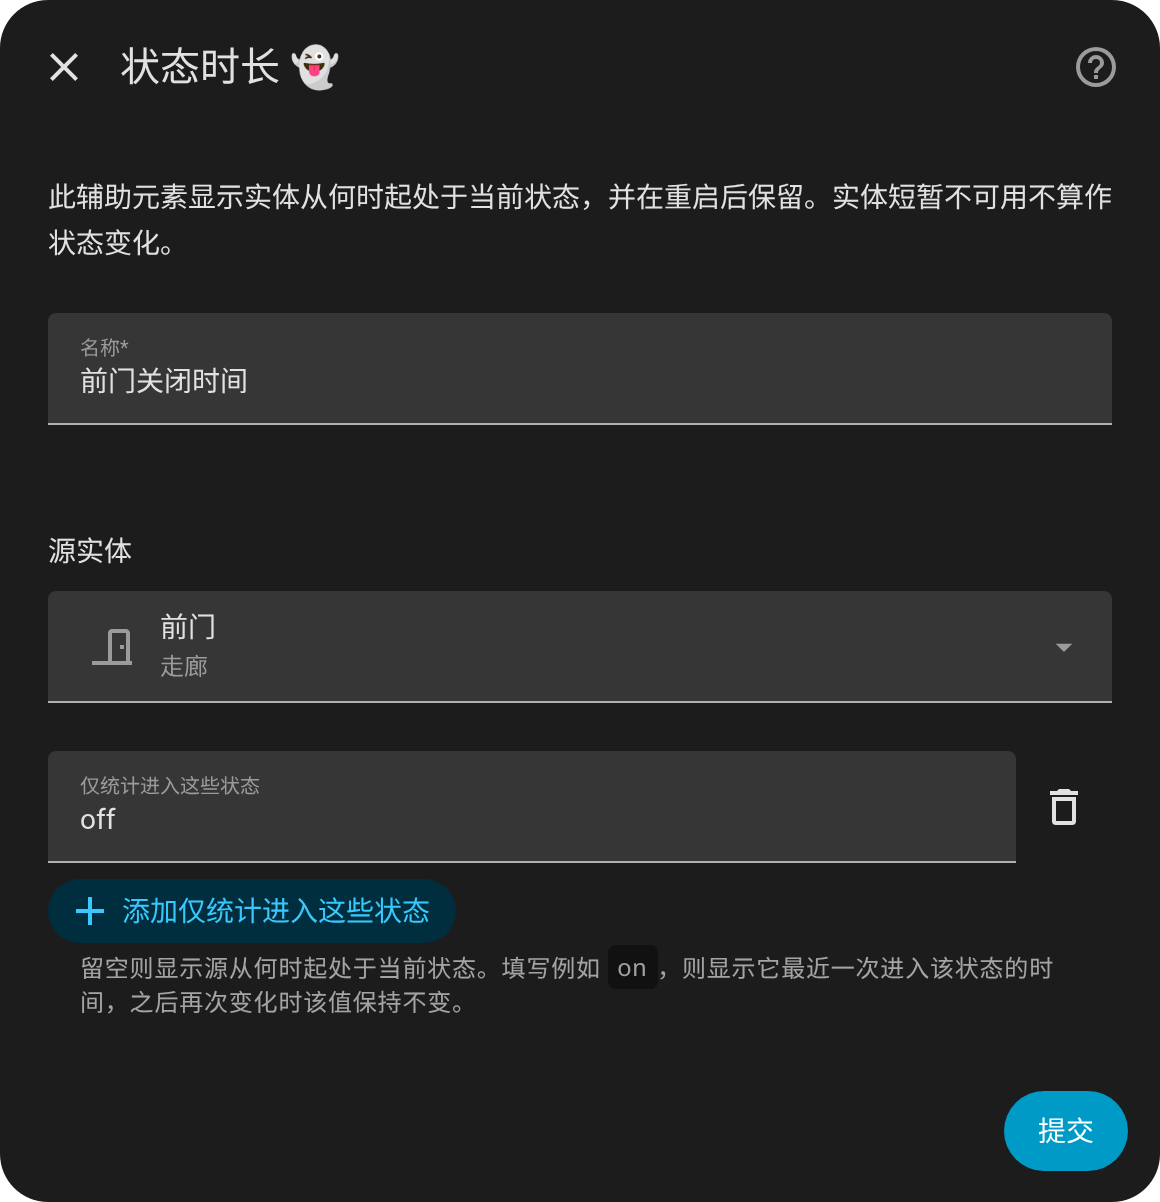 状态时长 👻
此辅助元素显示实体从何时起处于当前状态，并在重启后保留。实体短暂不可用不算作
状态变化。
名称*
前门关闭时间
源实体
前门
走廊
仅统计进入这些状态
off
添加仅统计进入这些状态
留空则显示源从何时起处于当前状态。填写例如 on ，则显示它最近一次进入该状态的时
间，之后再次变化时该值保持不变。
提交